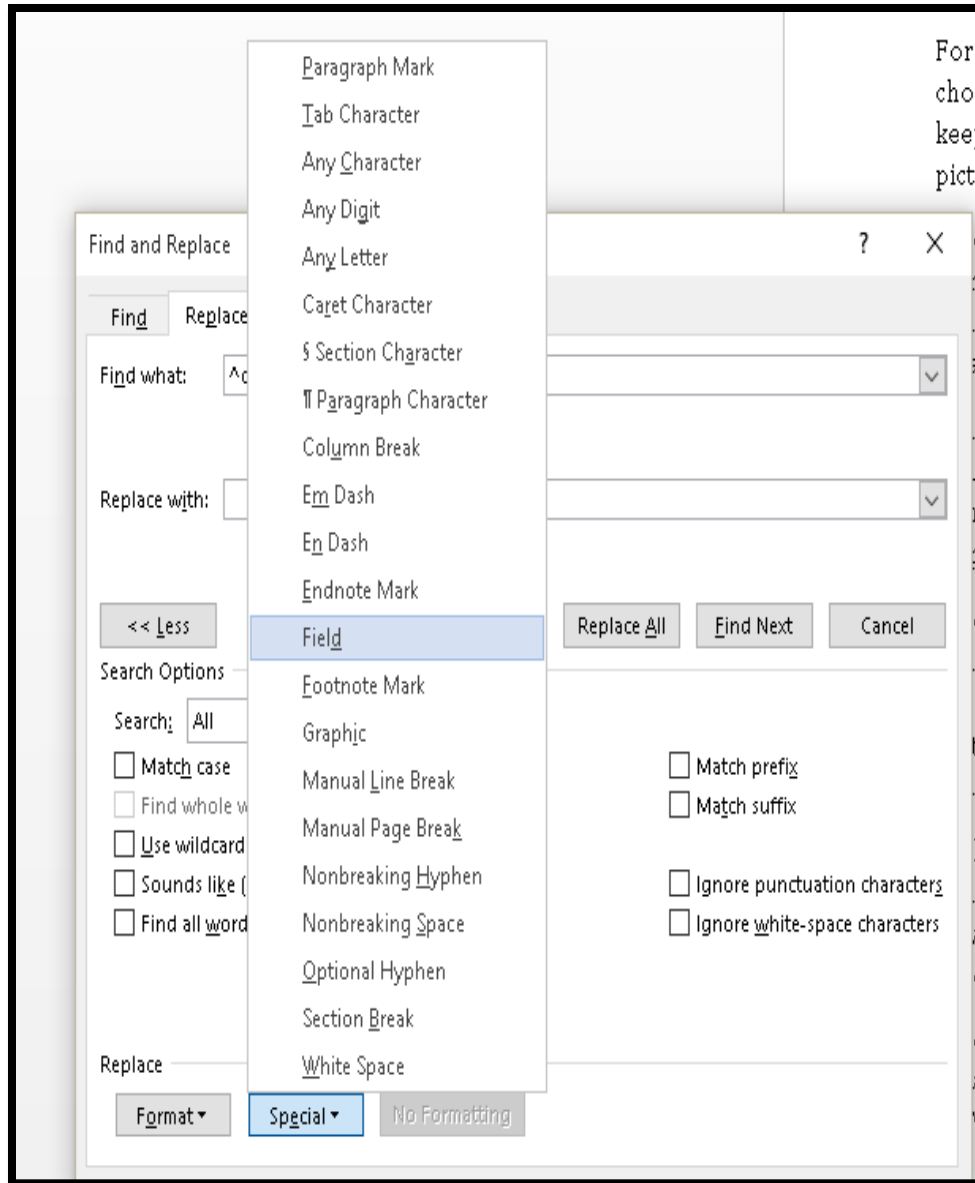 For
cho
kee
pict
Paragraph Mark
Tab Character
Any Character
Any Digit
Any Letter
Caret Character
§ Section Character
¶ Paragraph Character
Column Break
Em Dash
En Dash
Endnote Mark
Field
Footnote Mark
Graphic
Manual Line Break
Manual Page Break
Nonbreaking Hyphen
Nonbreaking Space
Optional Hyphen
Section Break
White Space
Find and Replace ? X
Find Replace
Find what:
Replace with:
<< Less Replace All Find Next Cancel
Search Options
Search: All
Match case Match prefix
Find whole w Match suffix
Use wildcard
Sounds like ( Ignore punctuation characters
Find all word Ignore white-space characters
Replace
Format Special No Formatting